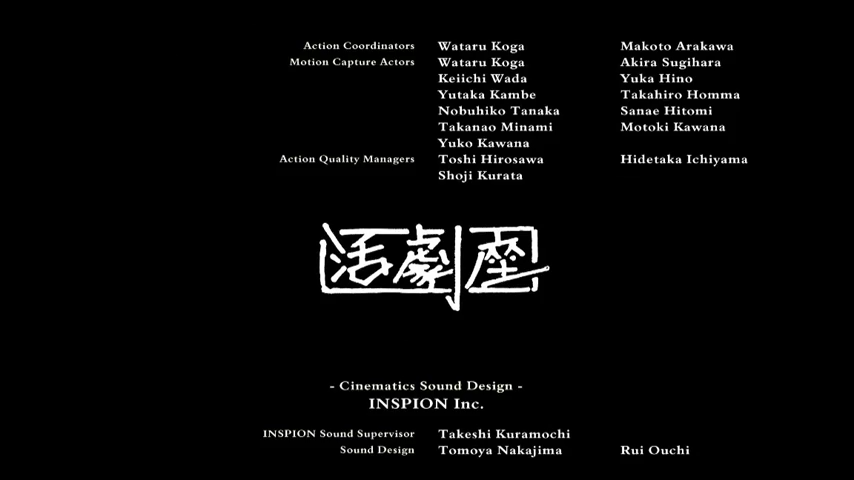 Action Coordinators Wataru Koga Makoto Arakawa
Motion Capture Actors Wataru Koga Akira Sugihara
Keiichi Wada Yuka Hino
Yutaka Kambe Takahiro Homma
Nobuhiko Tanaka Sanae Hitomi
Takanao Minami Motoki Kawana
Yuko Kawana
Action Quality Managers Toshi Hirosawa Hidetaka Ichiyama
Shoji Kurata
活劇座
- Cinematics Sound Design -
INSPION Inc.
INSPION Sound Supervisor Takeshi Kuramochi
Sound Design Tomoya Nakajima Rui Ouchi